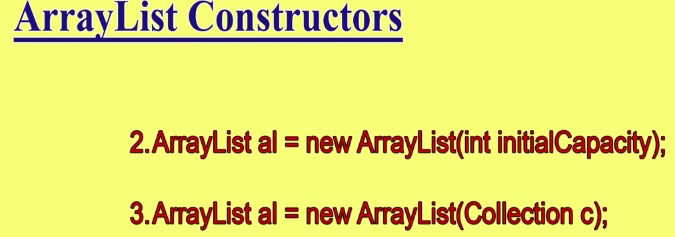 ArrayList Constructors
2.ArrayList al = new ArrayList(int initialCapacity);
3.ArrayList al = new ArrayList(Collection c);